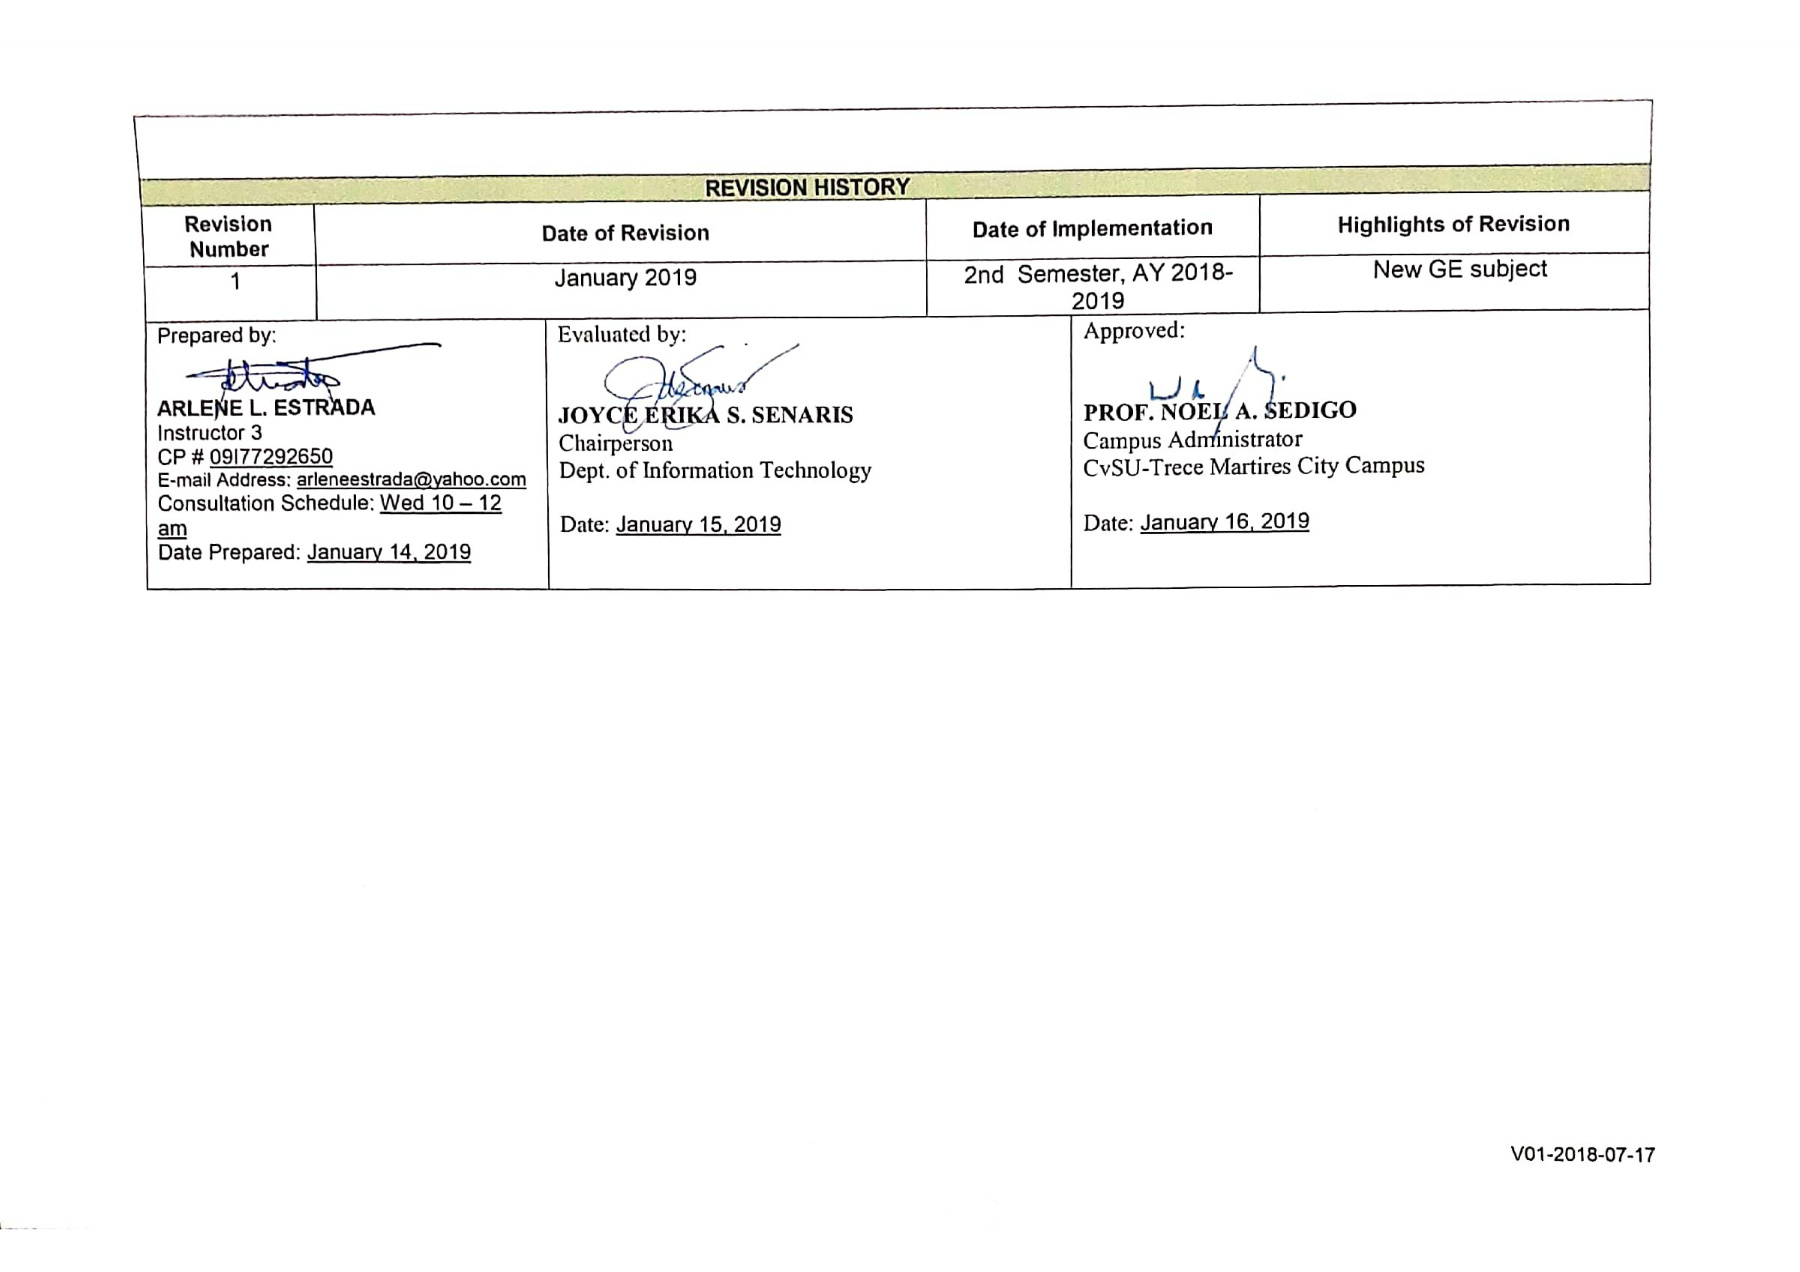 REVISION HISTORY
Revision Number
Date of Revision
Date of Implementation
Highlights of Revision
1
January 2019
2nd Semester, AY 2018-
2019
New GE subject
Prepared by:
ARLENE L. ESTRADA
Instructor 3
CP # 09I77292650
E-mail Address: arleneestrada@yahoo.com
Consultation Schedule: Wed 10 – 12
am
Date Prepared: January 14, 2019
Evaluated by:
JOYCE ERIKA S. SENARIS
Chairperson
Dept. of Information Technology
Date: January 15, 2019
Approved:
PROF. NOEL A. SEDIGO
Campus Administrator
CvSU-Trece Martires City Campus
Date: January 16, 2019
V01-2018-07-17